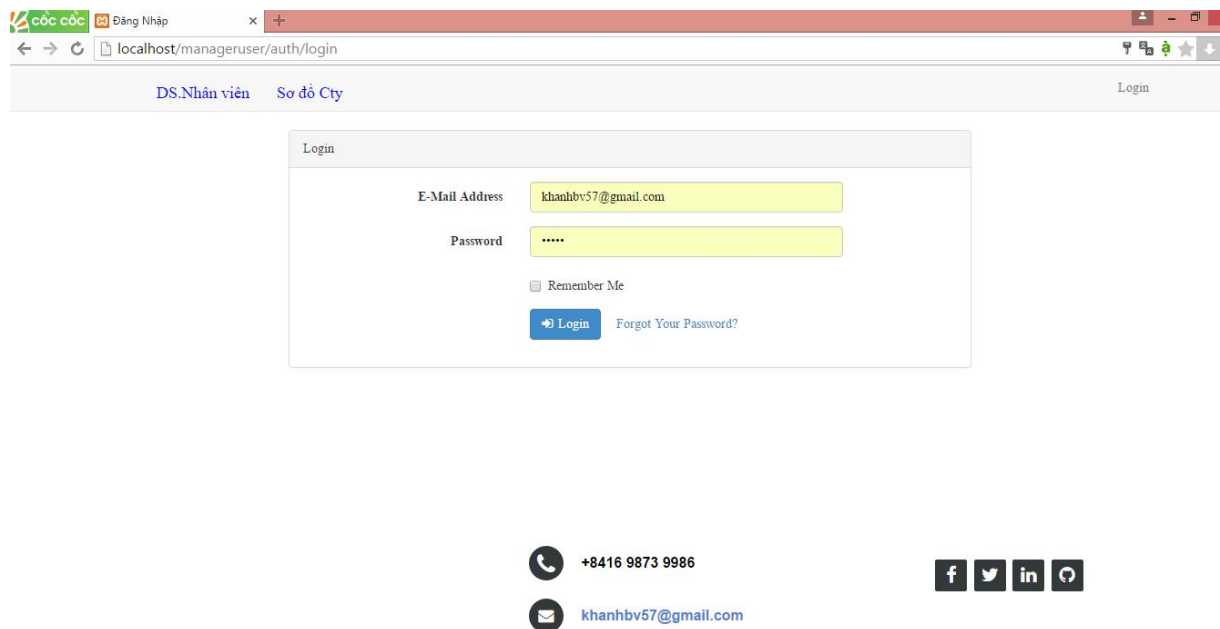 cốc cốc Đăng Nhập
localhost/manageruser/auth/login
DS.Nhân viên Sơ đồ Cty Login
Login
E-Mail Address khanhbv57@gmail.com
Password •••••
Remember Me
Login Forgot Your Password?
+8416 9873 9986
khanhbv57@gmail.com